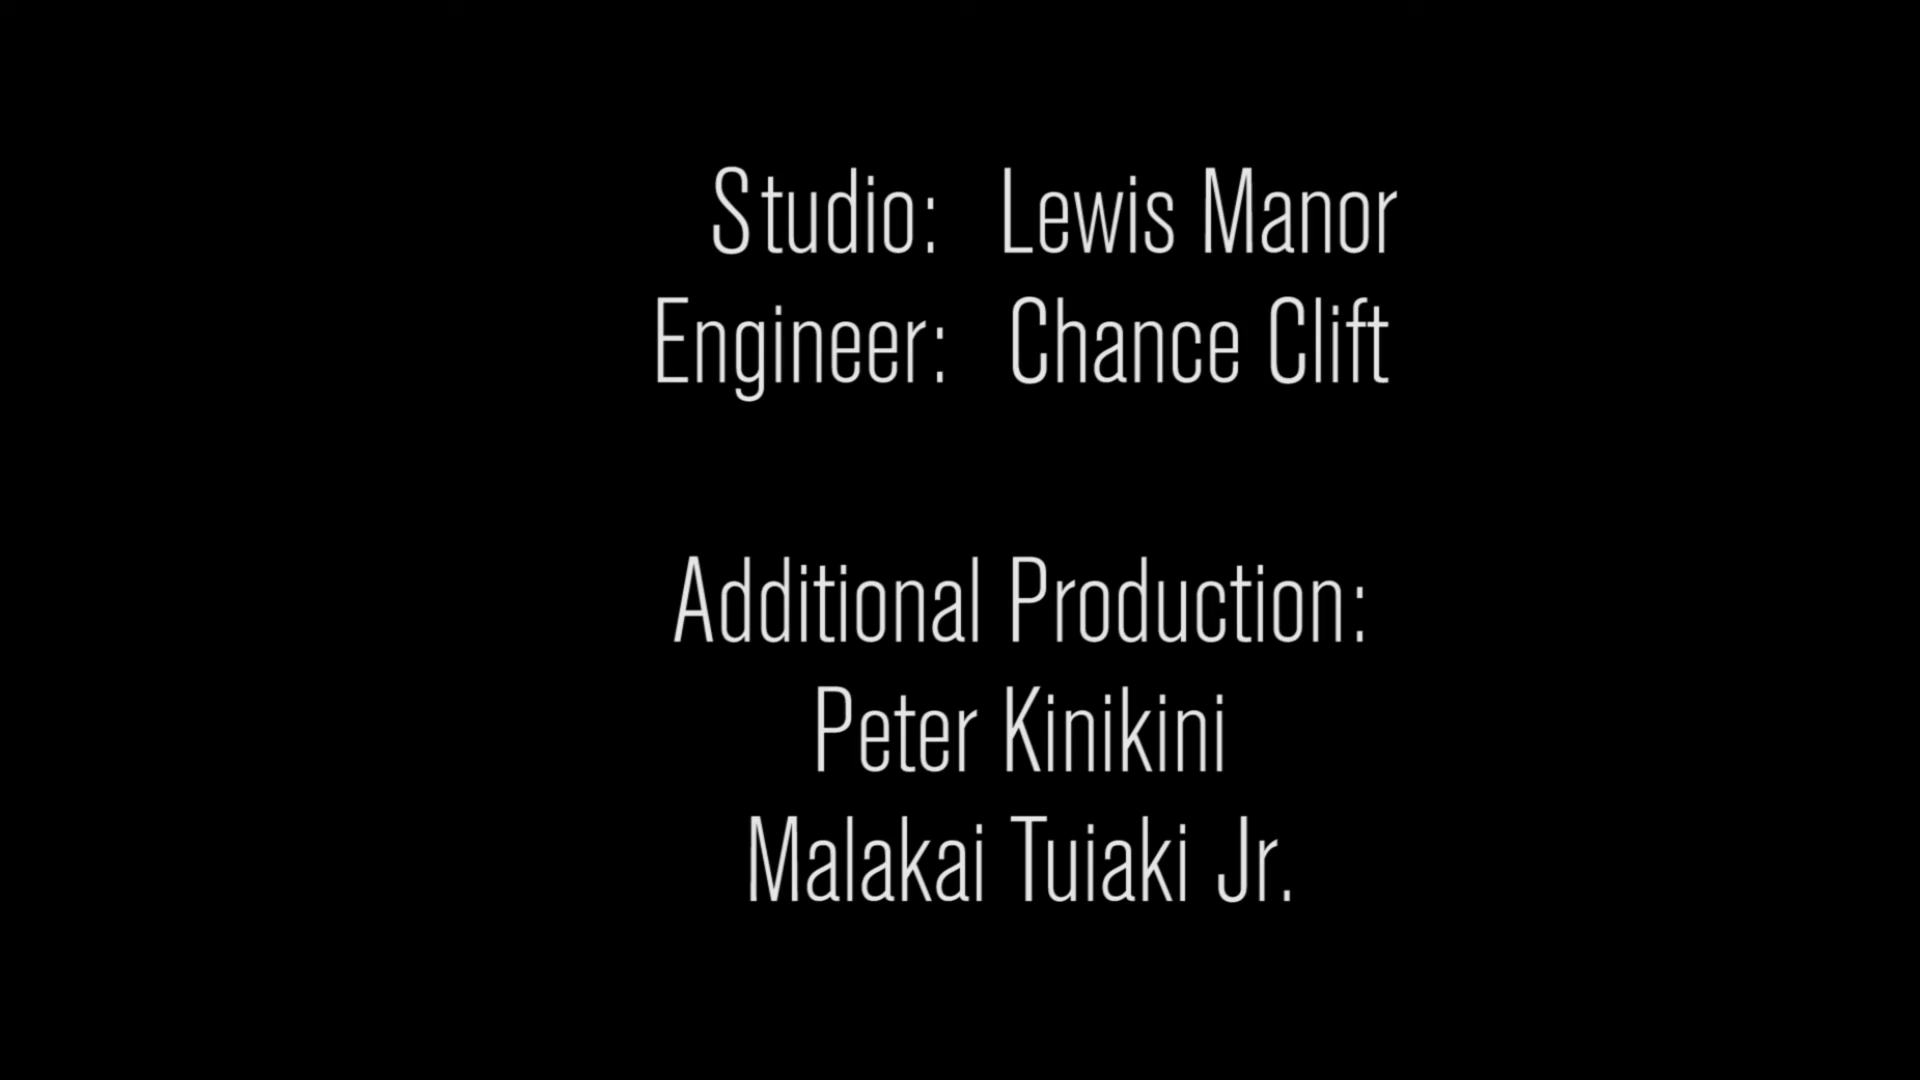 Studio: Lewis Manor
Engineer: Chance Clift
Additional Production:
Peter Kinikini
Malakai Tuiaki Jr.